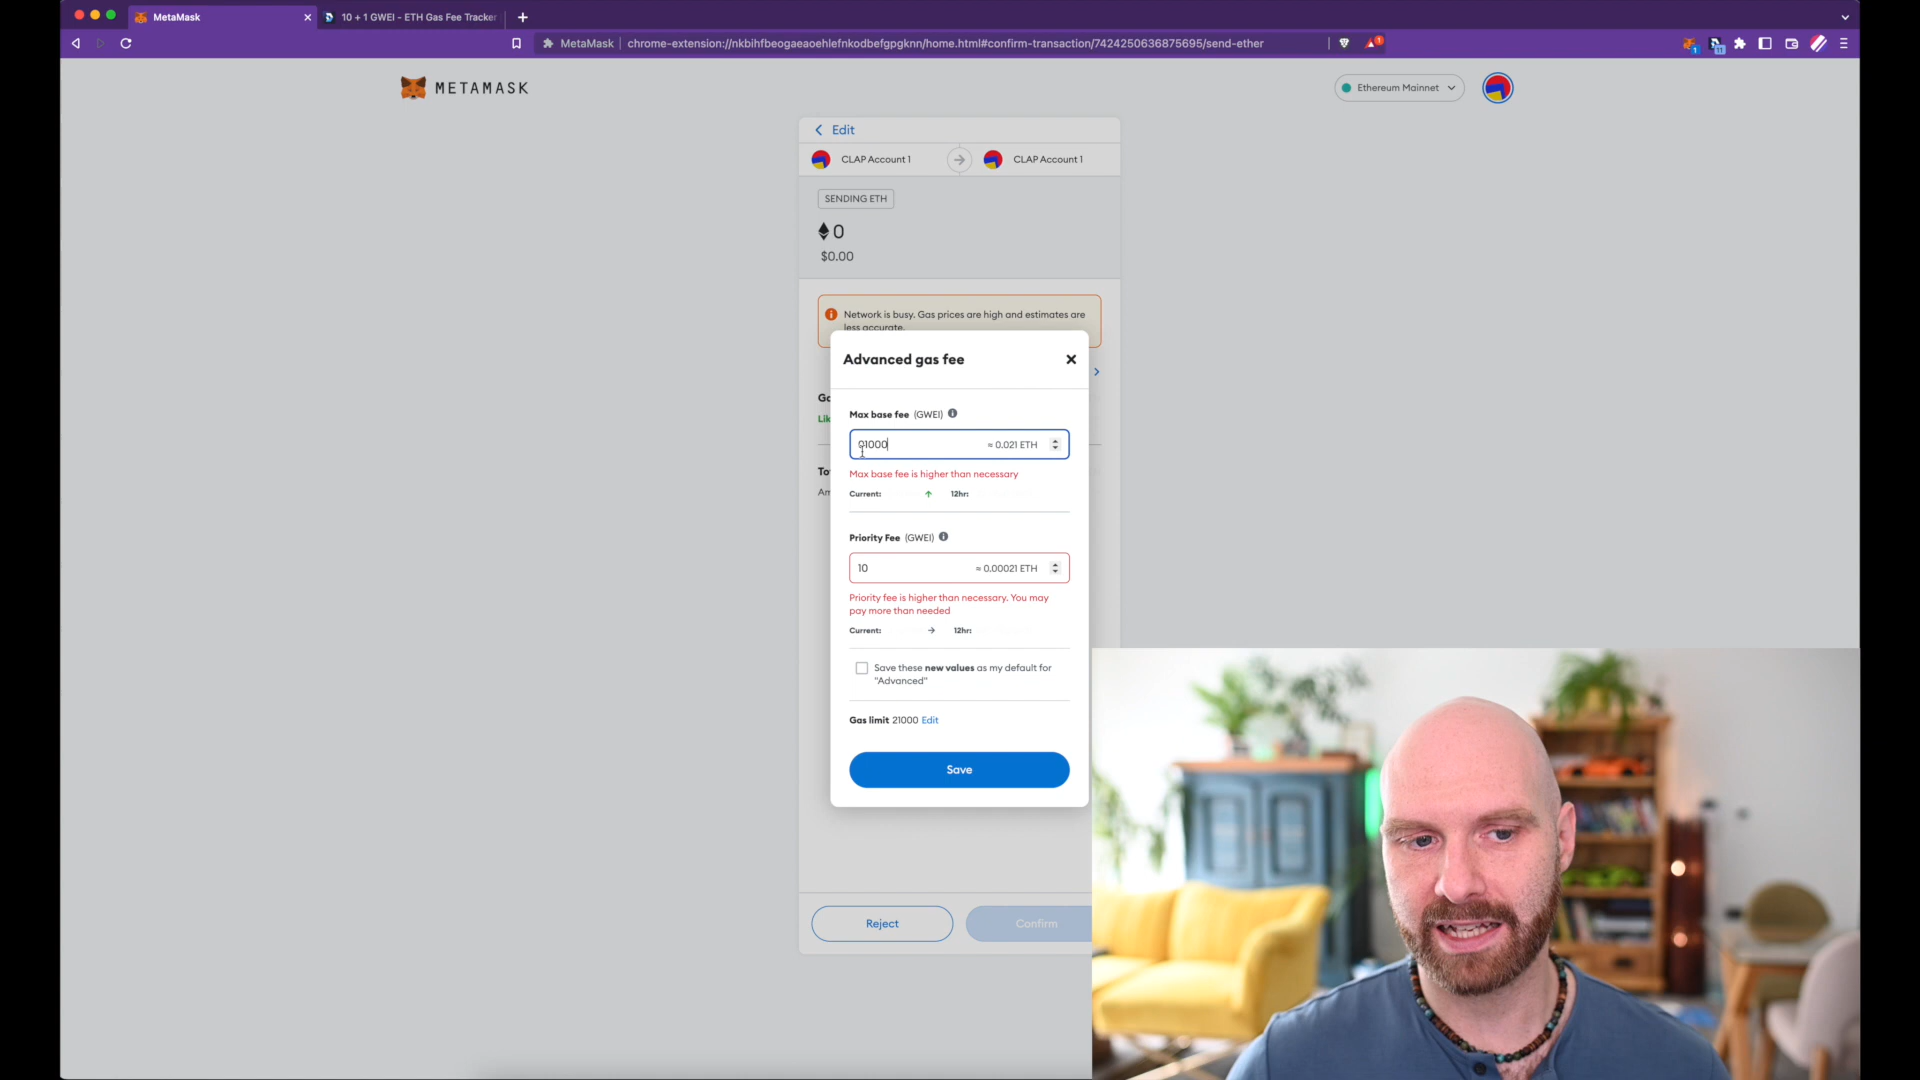 MetaMask
10 + 1 GWEI - ETH Gas Fee Tracker
MetaMask
chrome-extension://nkbihfbeogaeaoehlefnkodbefgpgknn/home.html#confirm-transaction/7424250636875695/send-ether
1
1
11
METAMASK
Ethereum Mainnet
Edit
CLAP Account 1
CLAP Account 1
SENDING ETH
0
$0.00
Network is busy. Gas prices are high and estimates are
less accurate.
Advanced gas fee
Max base fee (GWEI)
01000
≈ 0.021 ETH
Max base fee is higher than necessary
Current:
12hr:
Priority Fee (GWEI)
10
≈ 0.00021 ETH
Priority fee is higher than necessary. You may
pay more than needed
Current:
12hr:
Save these new values as my default for
"Advanced"
Gas limit 21000 Edit
Save
Reject
Confirm